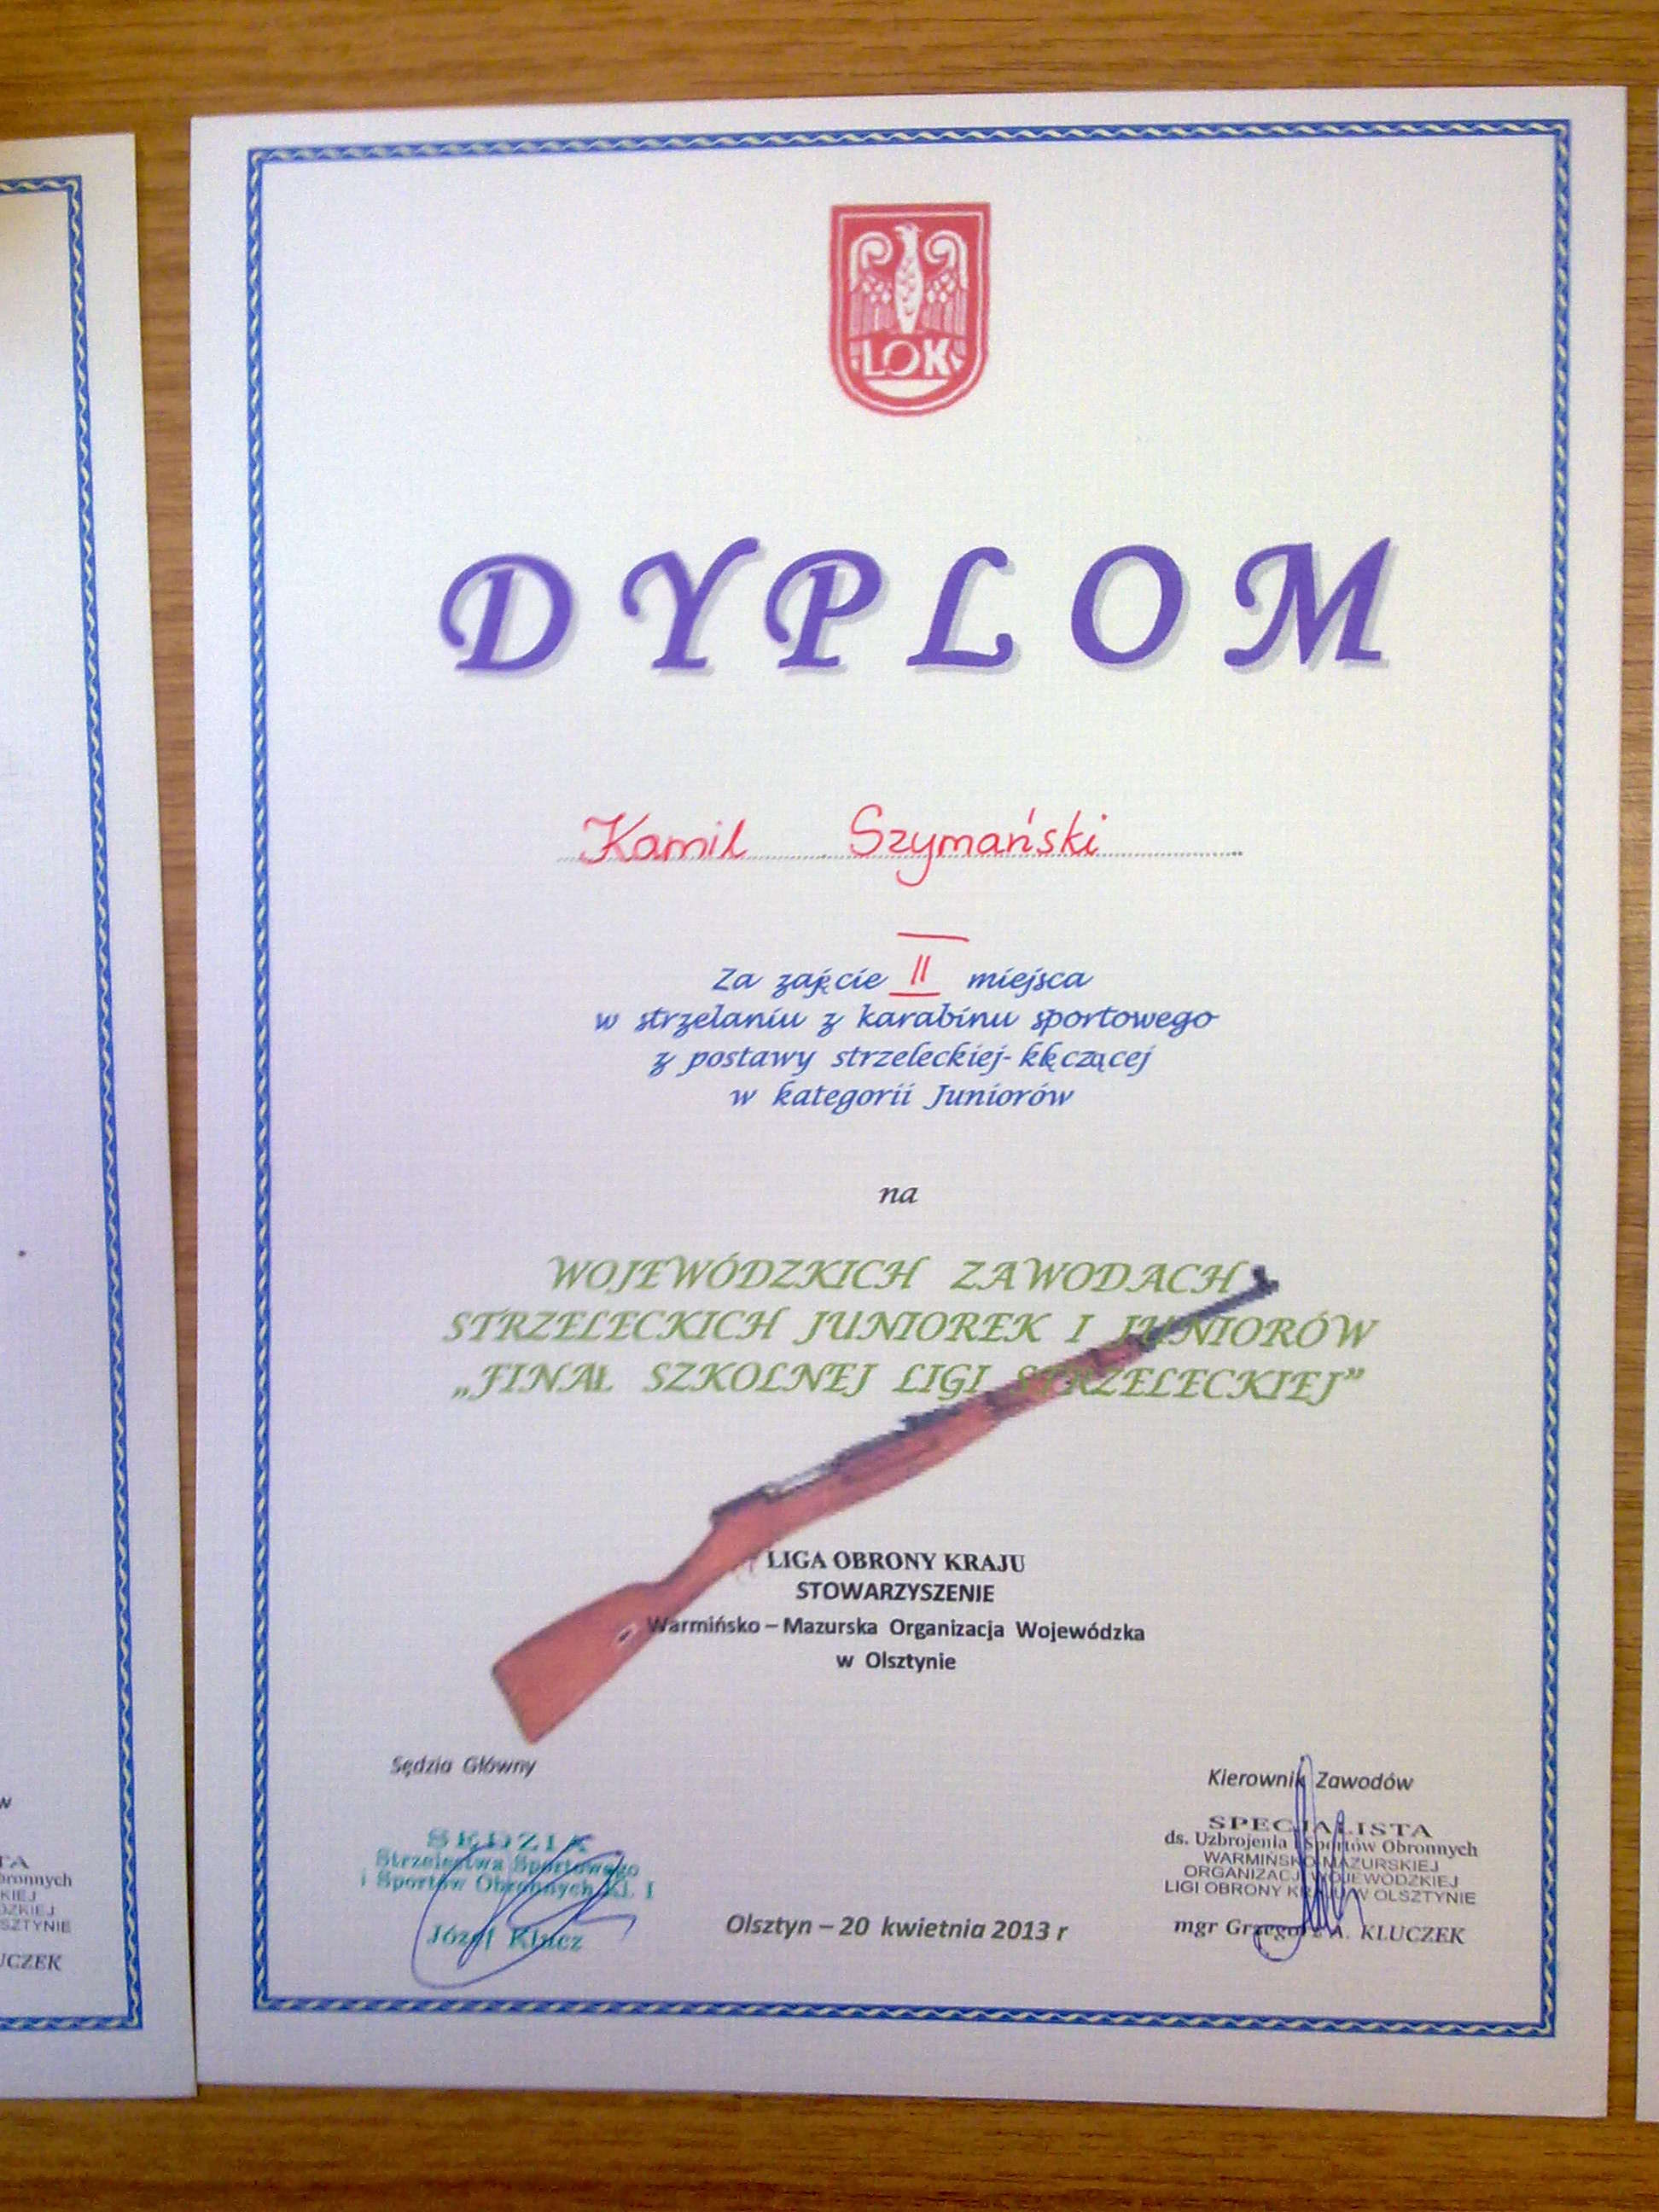 LOK
DYPLOM
Kamil Szymański
Za zajęcie II miejsca
w strzelaniu z karabinu sportowego
z postawy strzeleckiej- klęczącej
w kategorii Juniorów
na
WOJEWÓDZKICH ZAWODACH
STRZELECKICH JUNIOREK I JUNIORÓW
„FINAŁ SZKOLNEJ LIGI STRZELECKIEJ”
LIGA OBRONY KRAJU
STOWARZYSZENIE
Warmińsko – Mazurska Organizacja Wojewódzka
w Olsztynie
Sędzia Główny
SĘDZIA
Strzelectwa Sportowego
i Sportów Obronnych kl. I
Józef Klucz
Olsztyn – 20 kwietnia 2013 r
Kierownik Zawodów
SPECJALISTA
ds. Uzbrojenia i Sportów Obronnych
WARMIŃSKO-MAZURSKIEJ
ORGANIZACJI WOJEWÓDZKIEJ
LIGI OBRONY KRAJU W OLSZTYNIE
mgr Grzegorz A. KLUCZEK